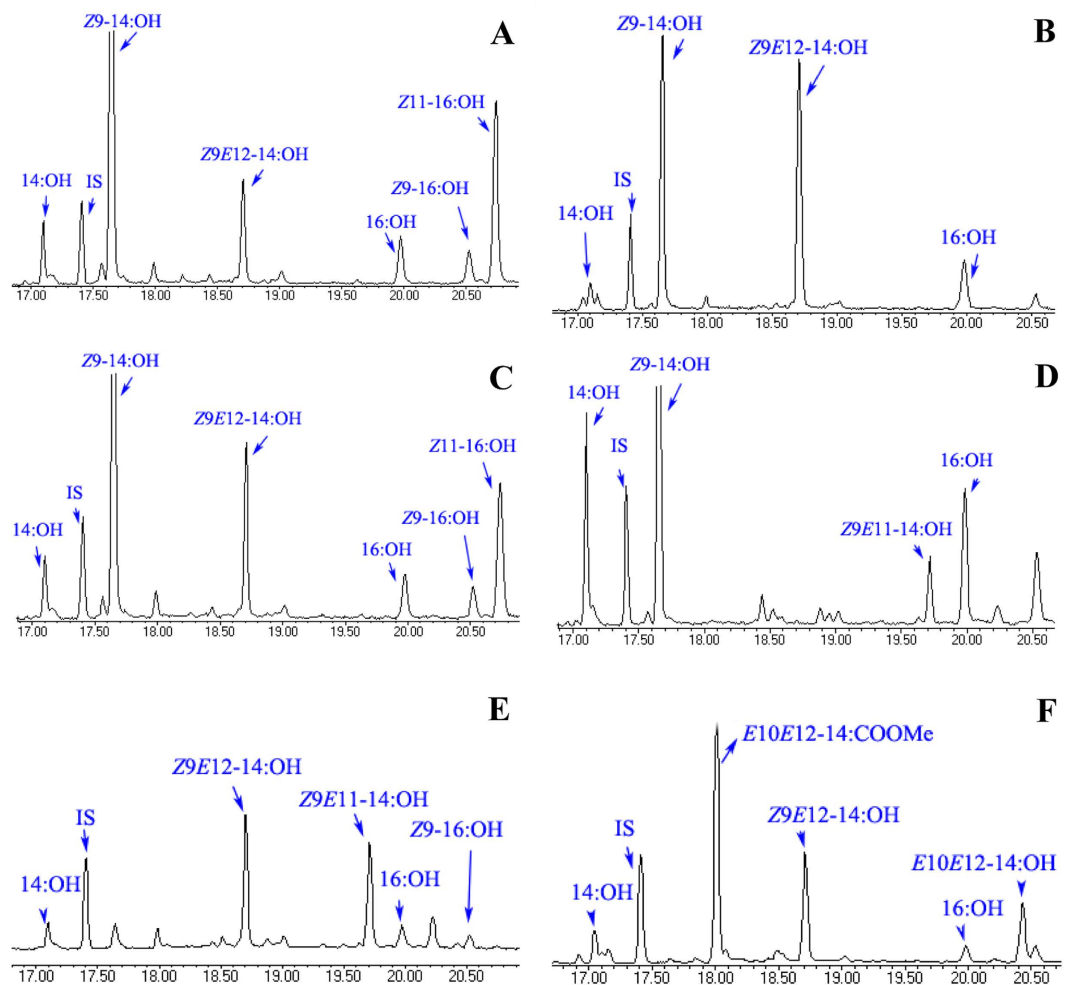 A
Z9-14:OH
Z11-16:OH
Z9E12-14:OH
14:OH
IS
Z9-16:OH
16:OH
17.00 17.50 18.00 18.50 19.00 19.50 20.00 20.50
B
Z9-14:OH
Z9E12-14:OH
IS
14:OH
16:OH
17.00 17.50 18.00 18.50 19.00 19.50 20.00 20.50
C
Z9-14:OH
Z9E12-14:OH
Z11-16:OH
IS
Z9-16:OH
14:OH
16:OH
17.00 17.50 18.00 18.50 19.00 19.50 20.00 20.50
D
Z9-14:OH
14:OH
IS
16:OH
Z9E11-14:OH
17.00 17.50 18.00 18.50 19.00 19.50 20.00 20.50
E
Z9E12-14:OH
Z9E11-14:OH
IS
Z9-16:OH
14:OH
16:OH
17.00 17.50 18.00 18.50 19.00 19.50 20.00 20.50
F
E10E12-14:COOMe
Z9E12-14:OH
IS
E10E12-14:OH
14:OH
16:OH
17.00 17.50 18.00 18.50 19.00 19.50 20.00 20.50